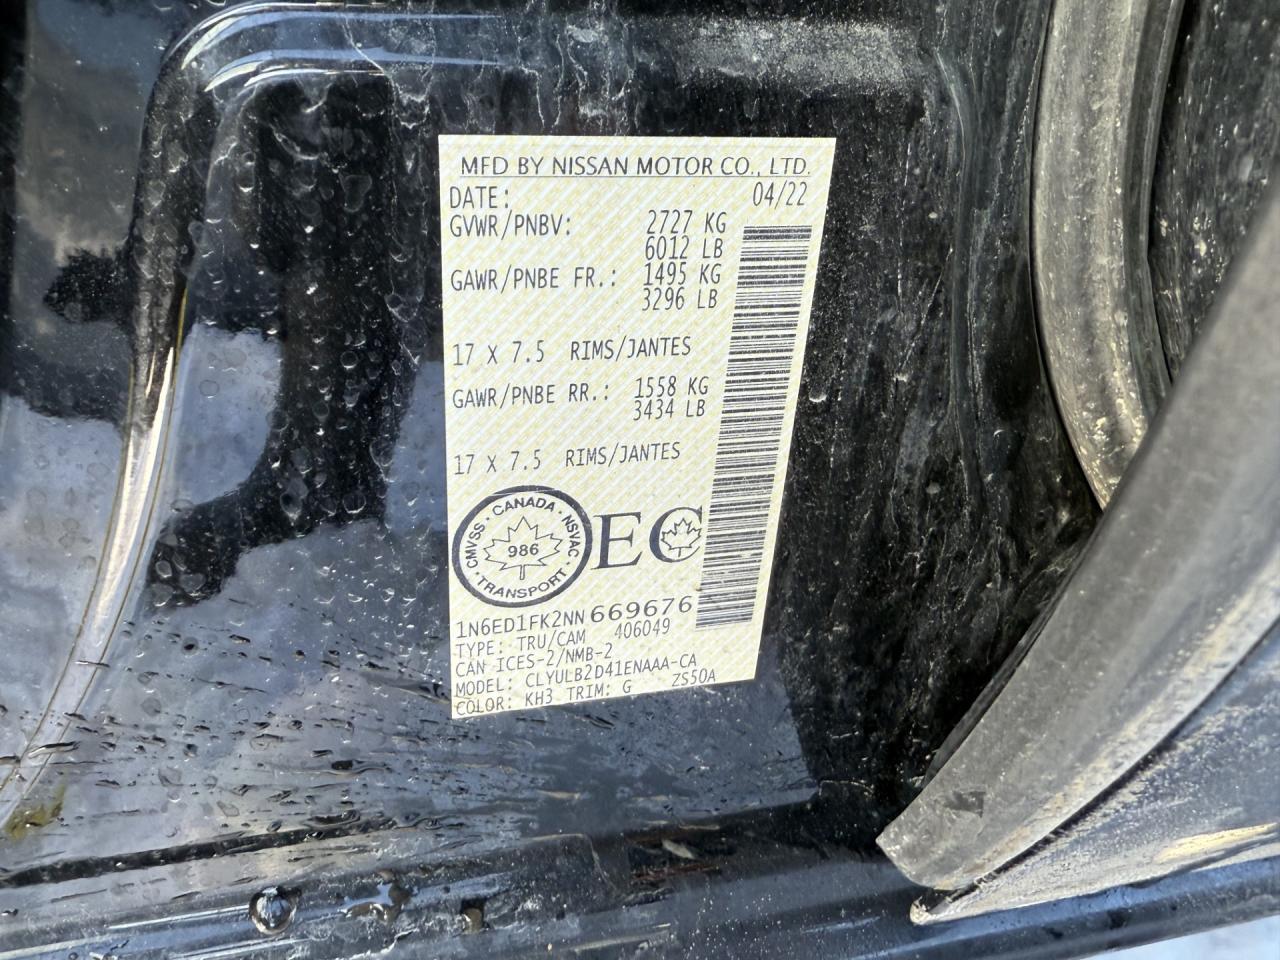 MFD BY NISSAN MOTOR CO., LTD.
DATE: 04/22
GVWR/PNBV: 2727 KG
6012 LB
GAWR/PNBE FR.: 1495 KG
3296 LB
17 X 7.5 RIMS/JANTES
GAWR/PNBE RR.: 1558 KG
3434 LB
17 X 7.5 RIMS/JANTES
CMVSS · CANADA · NSVAC
986
· TRANSPORT ·
EC
1N6ED1FK2NN669676
TYPE: TRU/CAM 406049
CAN ICES-2/NMB-2
MODEL: CLYULB2D41ENAAA-CA
COLOR: KH3 TRIM: G ZS50A